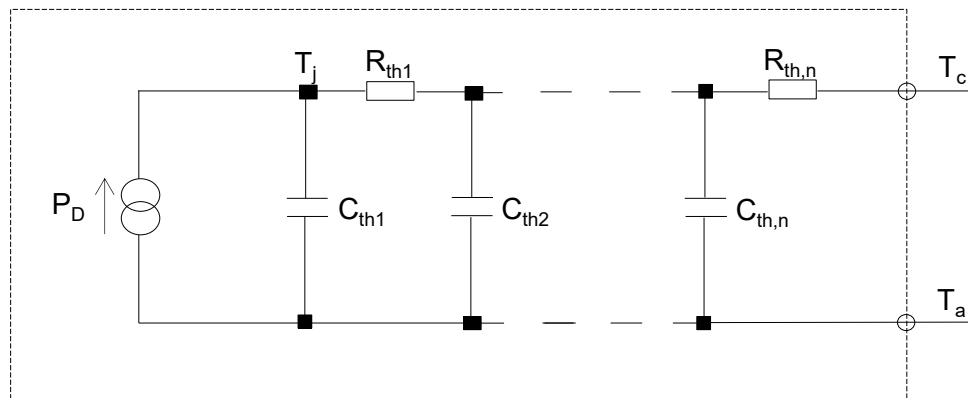 T_j
R_th1
R_th,n
T_c
P_D
C_th1
C_th2
C_th,n
T_a